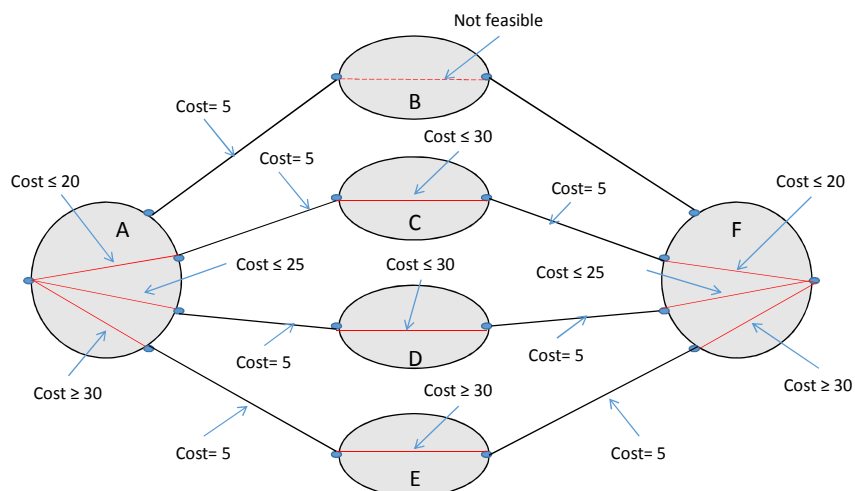 Not feasible
B
Cost= 5
Cost ≤ 30
Cost= 5
Cost ≤ 20
Cost= 5
Cost ≤ 20
C
A
F
Cost ≤ 25
Cost ≤ 30
Cost ≤ 25
D
Cost= 5
Cost= 5
Cost ≥ 30
Cost ≥ 30
Cost ≥ 30
Cost= 5
Cost= 5
E